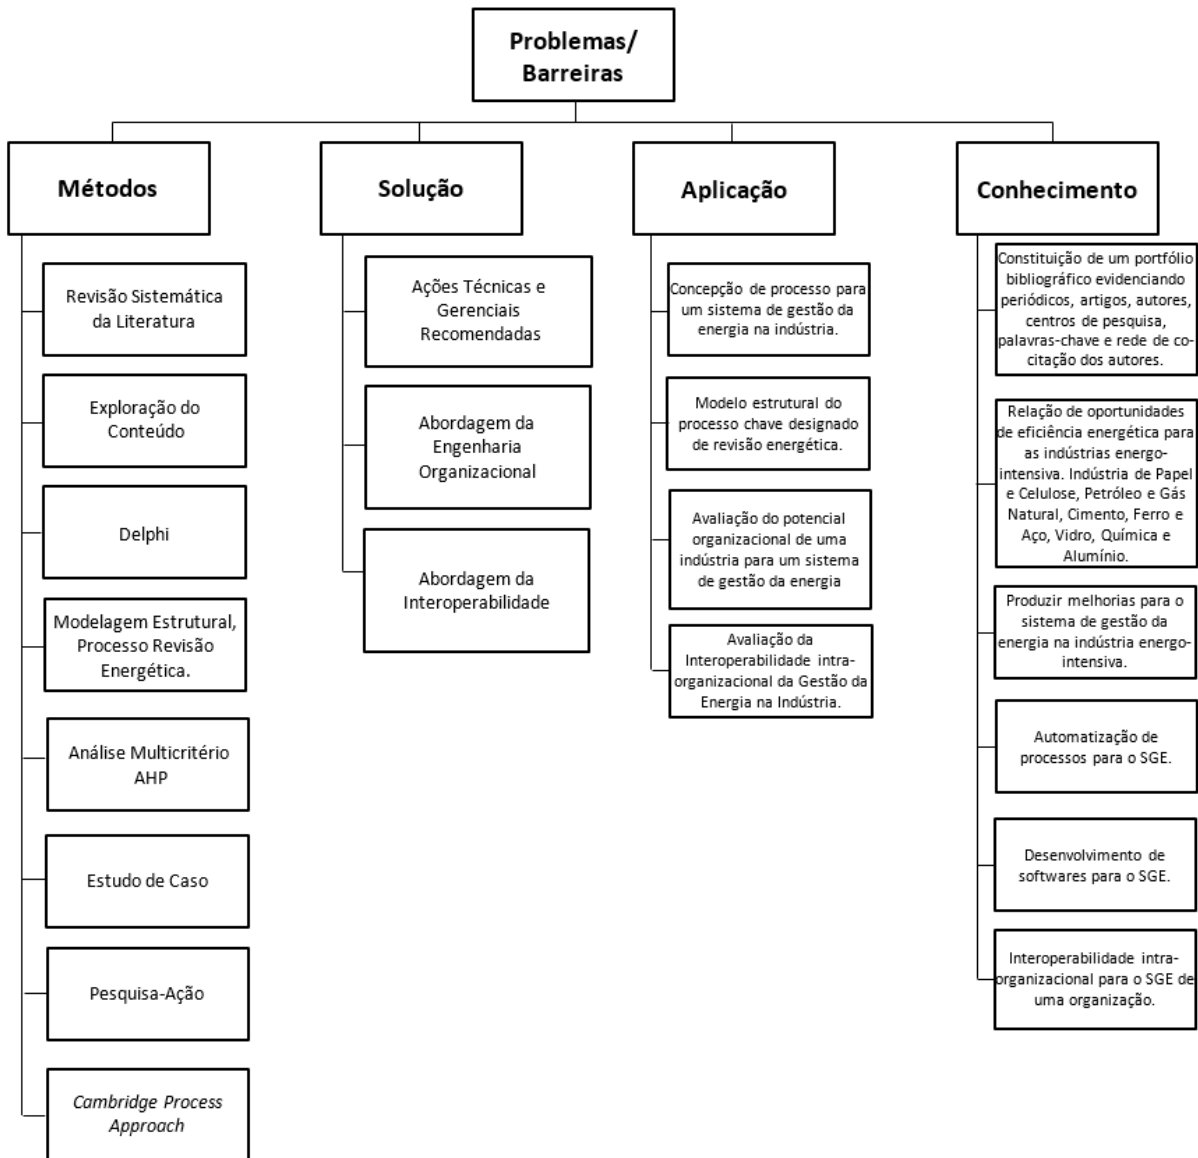 Problemas/
Barreiras
Métodos
Solução
Aplicação
Conhecimento
Revisão Sistemática
da Literatura
Exploração do
Conteúdo
Delphi
Modelagem Estrutural,
Processo Revisão
Energética.
Análise Multicritério
AHP
Estudo de Caso
Pesquisa-Ação
Cambridge Process
Approach
Ações Técnicas e
Gerenciais
Recomendadas
Abordagem da
Engenharia
Organizacional
Abordagem da
Interoperabilidade
Concepção de processo para
um sistema de gestão da
energia na indústria.
Modelo estrutural do
processo chave designado
de revisão energética.
Avaliação do potencial
organizacional de uma
indústria para um sistema
de gestão da energia
Avaliação da
Interoperabilidade intra-
organizacional da Gestão da
Energia na Indústria.
Constituição de um portfólio
bibliográfico evidenciando
periódicos, artigos, autores,
centros de pesquisa,
palavras-chave e rede de co-
citação dos autores.
Relação de oportunidades
de eficiência energética para
as indústrias energo-
intensiva. Indústria de Papel
e Celulose, Petróleo e Gás
Natural, Cimento, Ferro e
Aço, Vidro, Química e
Alumínio.
Produzir melhorias para o
sistema de gestão da
energia na indústria energo-
intensiva.
Automatização de
processos para o SGE.
Desenvolvimento de
softwares para o SGE.
Interoperabilidade intra-
organizacional para o SGE de
uma organização.